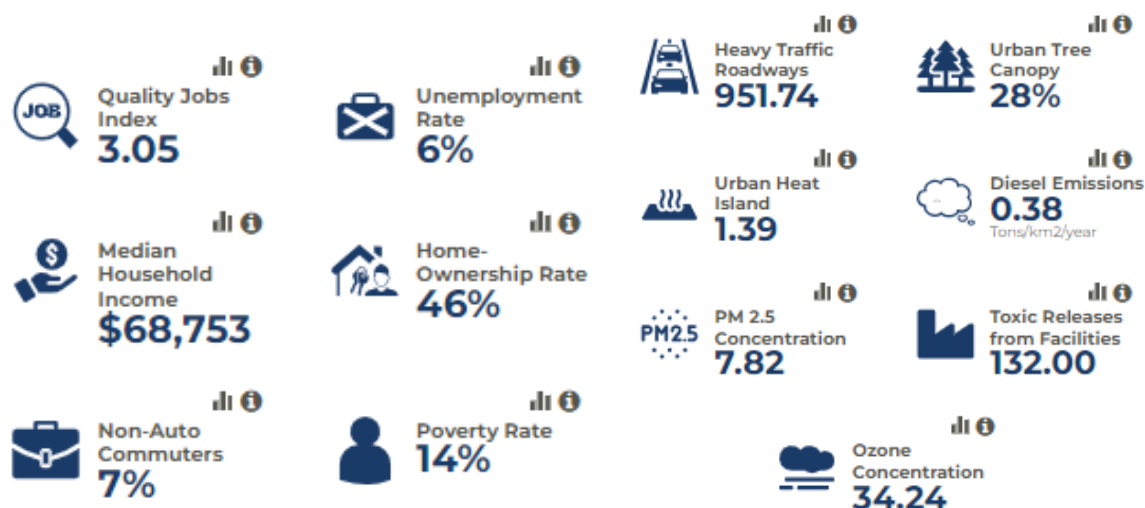 JOB
Quality Jobs
Index
3.05
Unemployment
Rate
6%
Median
Household
Income
$68,753
Home-
Ownership Rate
46%
Non-Auto
Commuters
7%
Poverty Rate
14%
Heavy Traffic
Roadways
951.74
Urban Tree
Canopy
28%
Urban Heat
Island
1.39
Diesel Emissions
0.38
Tons/km2/year
PM2.5
PM 2.5
Concentration
7.82
Toxic Releases
from Facilities
132.00
Ozone
Concentration
34.24